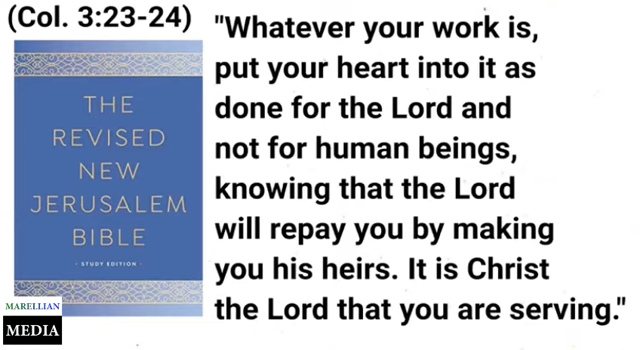 (Col. 3:23-24)
THE
REVISED
NEW
JERUSALEM
BIBLE
· STUDY EDITION ·
MARELLIAN
MEDIA
"Whatever your work is,
put your heart into it as
done for the Lord and
not for human beings,
knowing that the Lord
will repay you by making
you his heirs. It is Christ
the Lord that you are serving."